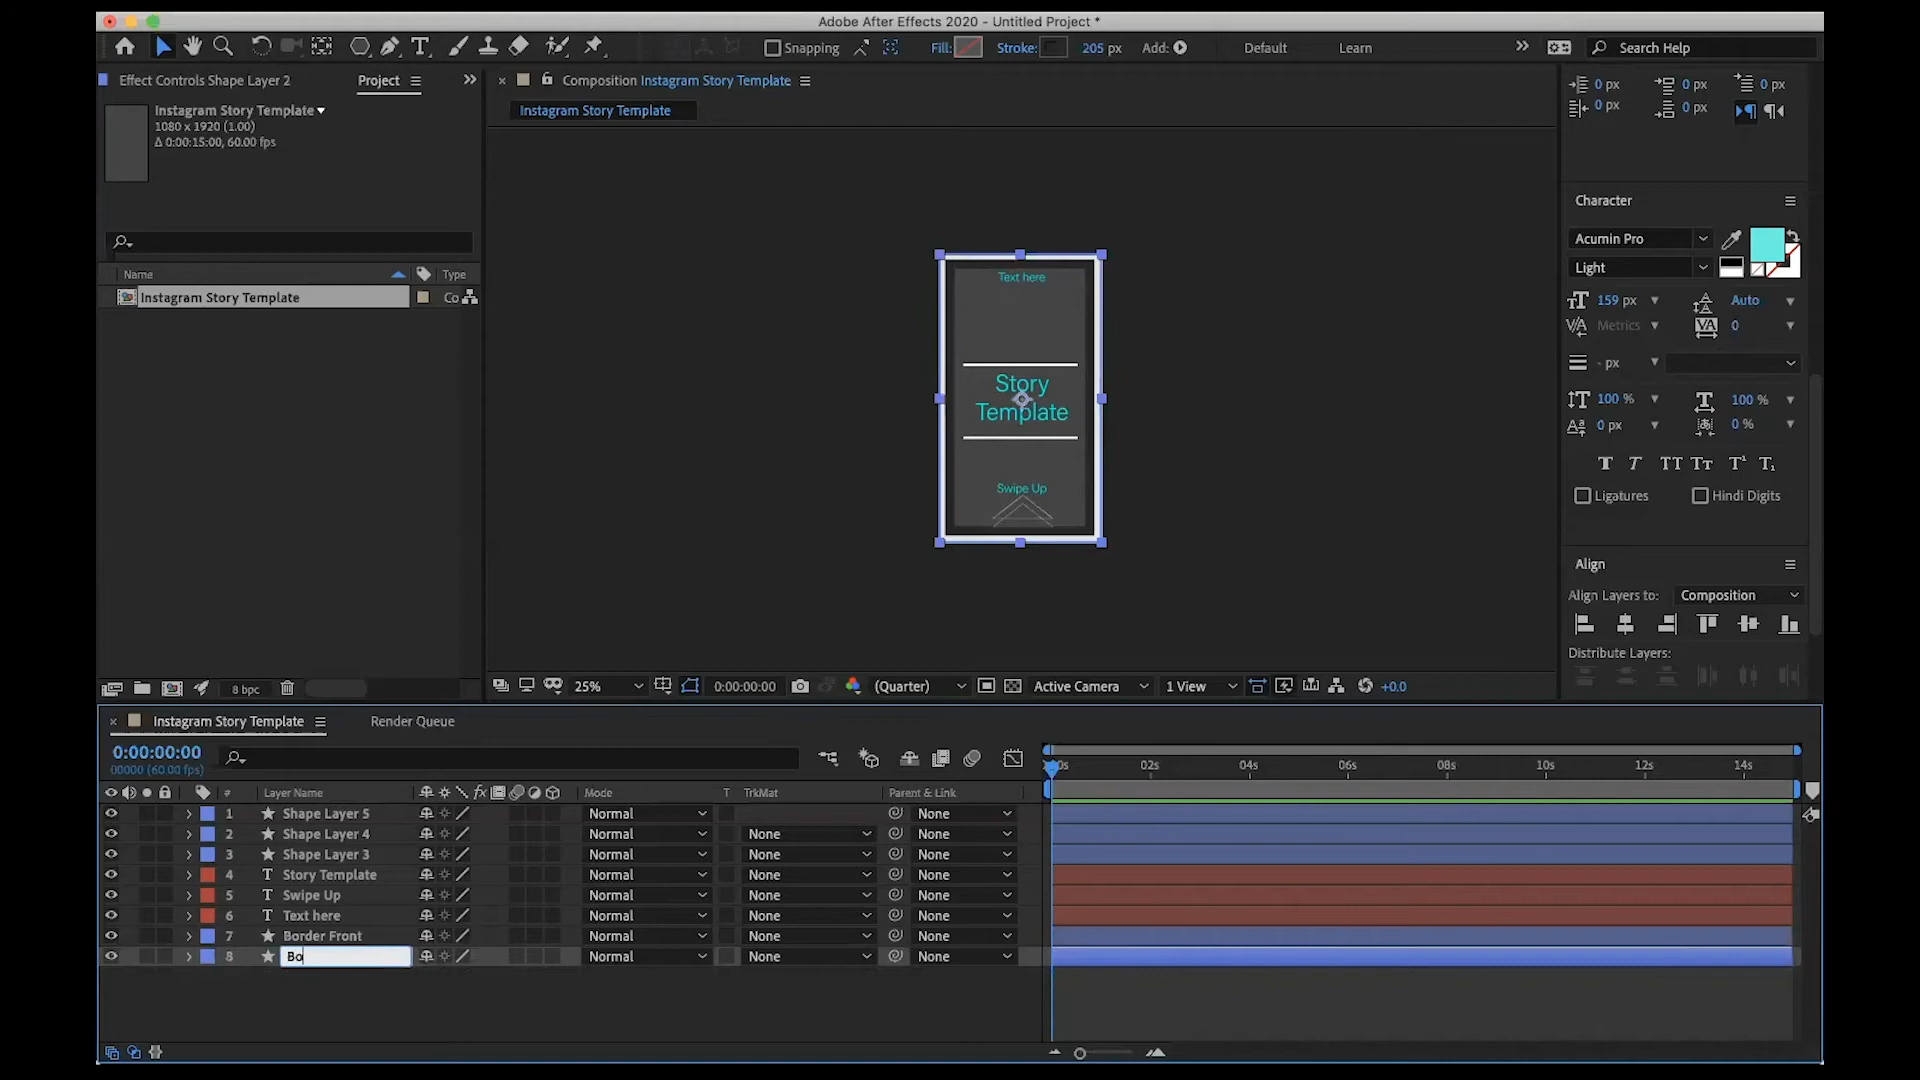 Adobe After Effects 2020 - Untitled Project *
Snapping
Fill:
Stroke:
205 px
Add:
Default
Learn
Search Help
Effect Controls Shape Layer 2
Project
Composition Instagram Story Template
Instagram Story Template
1080 x 1920 (1.00)
Δ 0:00:15:00, 60.00 fps
Instagram Story Template
0 px
0 px
0 px
0 px
0 px
Name
Type
Instagram Story Template
Co
Text here
Story
Template
Swipe Up
Character
Acumin Pro
Light
159 px
Auto
Metrics
0
- px
100 %
100 %
0 px
0 %
Ligatures
Hindi Digits
Align
Align Layers to:
Composition
Distribute Layers:
8 bpc
25%
0:00:00:00
(Quarter)
Active Camera
1 View
+0.0
Instagram Story Template
Render Queue
0:00:00:00
00000 (60.00 fps)
02s
04s
06s
08s
10s
12s
14s
#
Layer Name
Mode
T
TrkMat
Parent & Link
1 Shape Layer 5 Normal None
2 Shape Layer 4 Normal None None
3 Shape Layer 3 Normal None None
4 T Story Template Normal None None
5 T Swipe Up Normal None None
6 T Text here Normal None None
7 Border Front Normal None None
8 Bo Normal None None